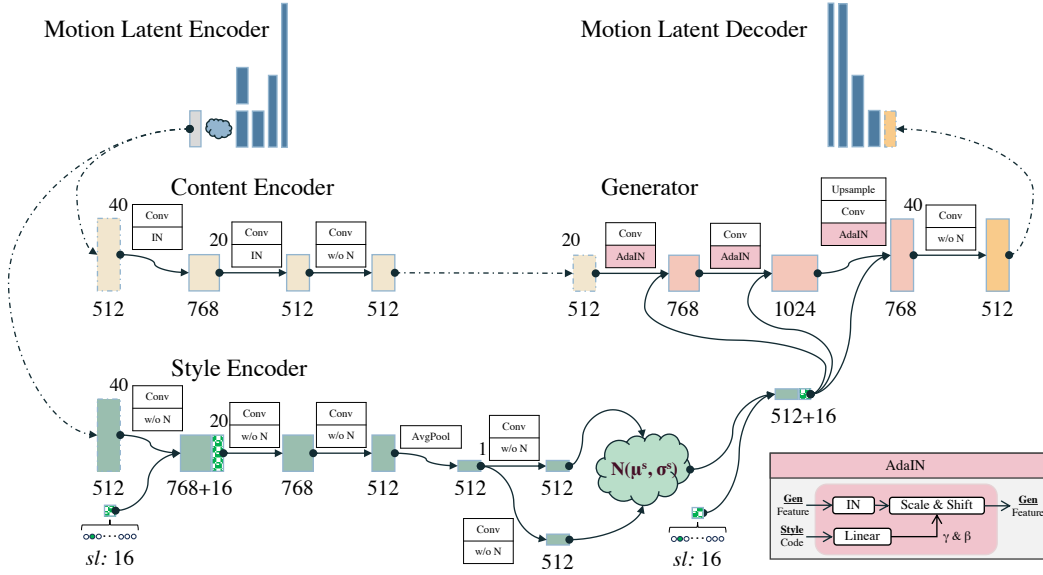 Motion Latent Encoder
Motion Latent Decoder
Content Encoder
Generator
40
Conv
IN
20
Conv
IN
Conv
w/o N
512
768
512
512
20
Conv
AdaIN
Conv
AdaIN
Upsample
Conv
AdaIN
40
Conv
w/o N
512
768
1024
768
512
Style Encoder
40
Conv
w/o N
20
Conv
w/o N
Conv
w/o N
AvgPool
1
Conv
w/o N
N(μˢ, σˢ)
512+16
512
768+16
768
512
512
512
sl: 16
Conv
w/o N
512
sl: 16
AdaIN
Gen
Feature
IN
Scale & Shift
Gen
Feature
Style
Code
Linear
γ & β